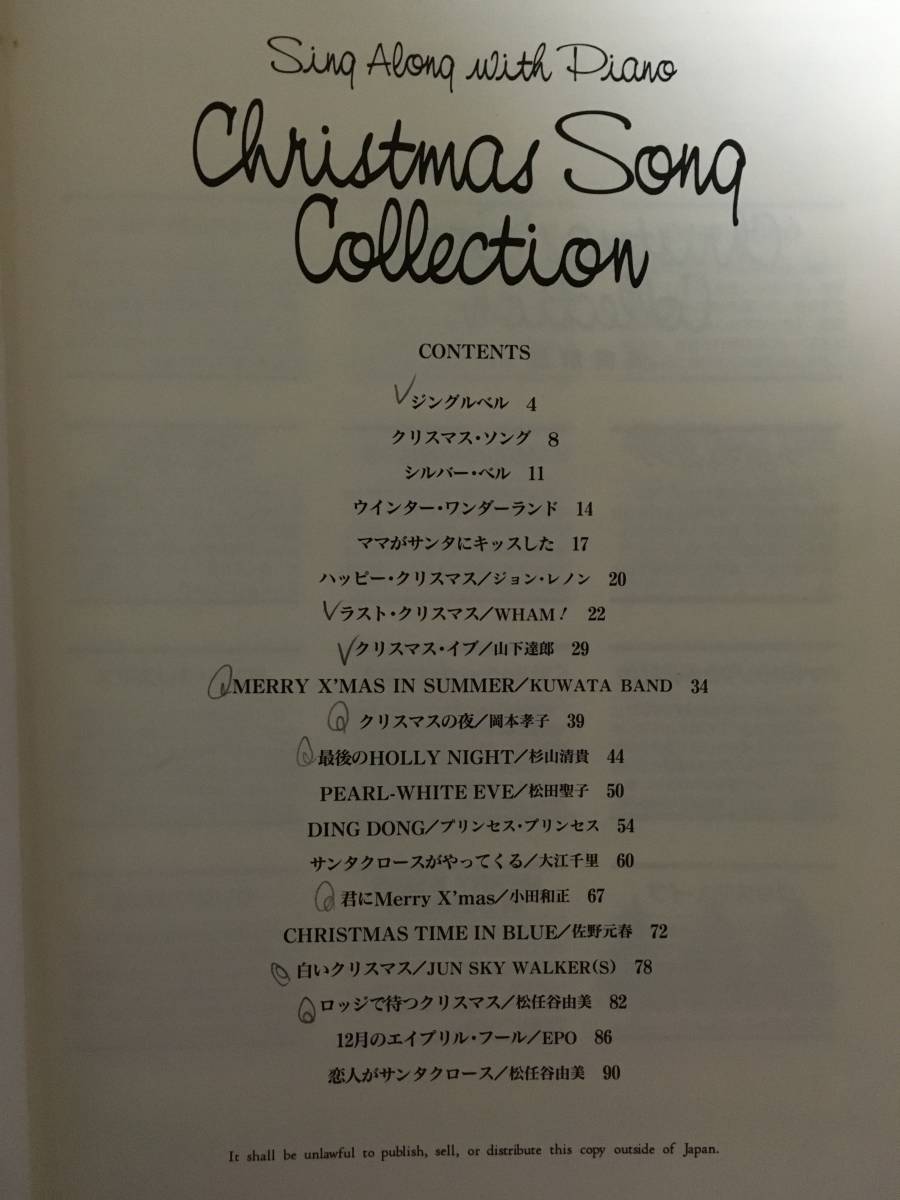 Sing Along with Piano
Christmas Song
Collection
CONTENTS
ジングルベル 4
クリスマス・ソング 8
シルバー・ベル 11
ウインター・ワンダーランド 14
ママがサンタにキッスした 17
ハッピー・クリスマス/ジョン・レノン 20
ラスト・クリスマス/WHAM! 22
クリスマス・イブ/山下達郎 29
MERRY X'MAS IN SUMMER/KUWATA BAND 34
クリスマスの夜/岡本孝子 39
最後のHOLLY NIGHT/杉山清貴 44
PEARL-WHITE EVE/松田聖子 50
DING DONG/プリンセス・プリンセス 54
サンタクロースがやってくる/大江千里 60
君にMerry X'mas/小田和正 67
CHRISTMAS TIME IN BLUE/佐野元春 72
白いクリスマス/JUN SKY WALKER(S) 78
ロッジで待つクリスマス/松任谷由美 82
12月のエイプリル・フール/EPO 86
恋人がサンタクロース/松任谷由美 90
It shall be unlawful to publish, sell, or distribute this copy outside of Japan.